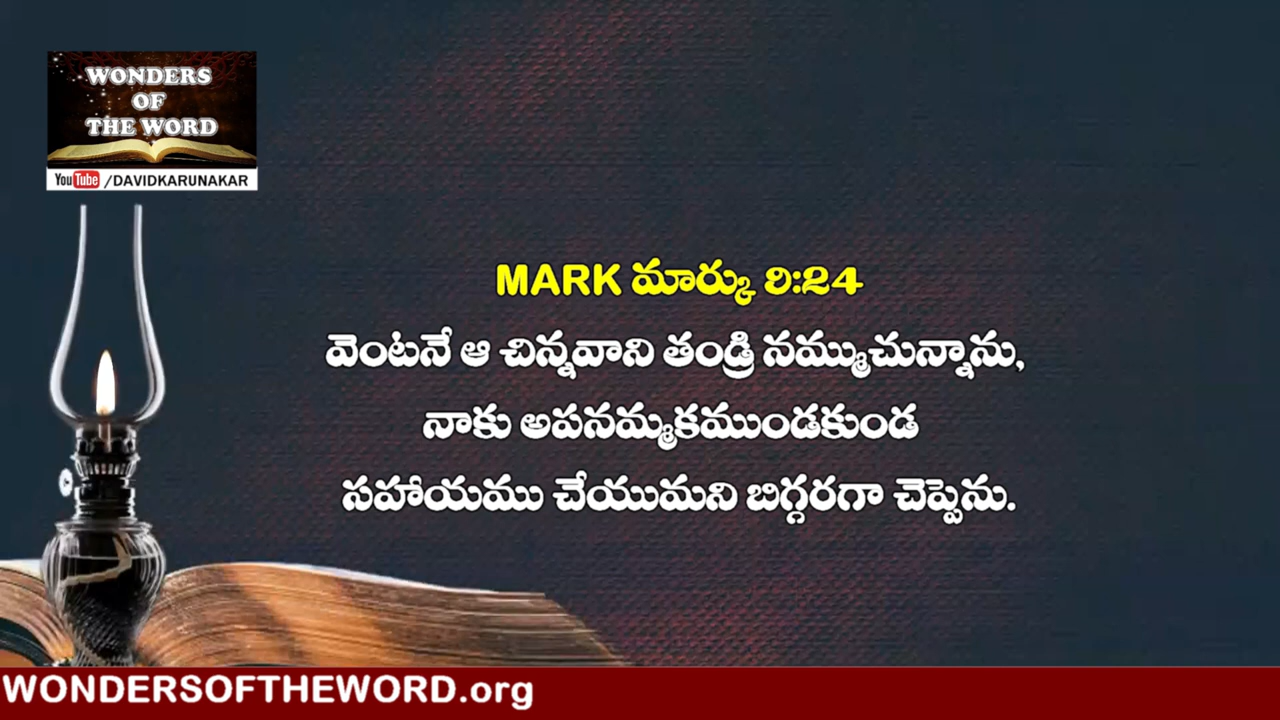 WONDERS
OF
THE WORD
YouTube /DAVIDKARUNAKAR
MARK మార్కు 9:24
వెంటనే ఆ చిన్నవాని తండ్రి నమ్ముచున్నాను,
నాకు అపనమ్మకముండకుండ
సహాయము చేయుమని బిగ్గరగా చెప్పెను.
WONDERSOFTHEWORD.org